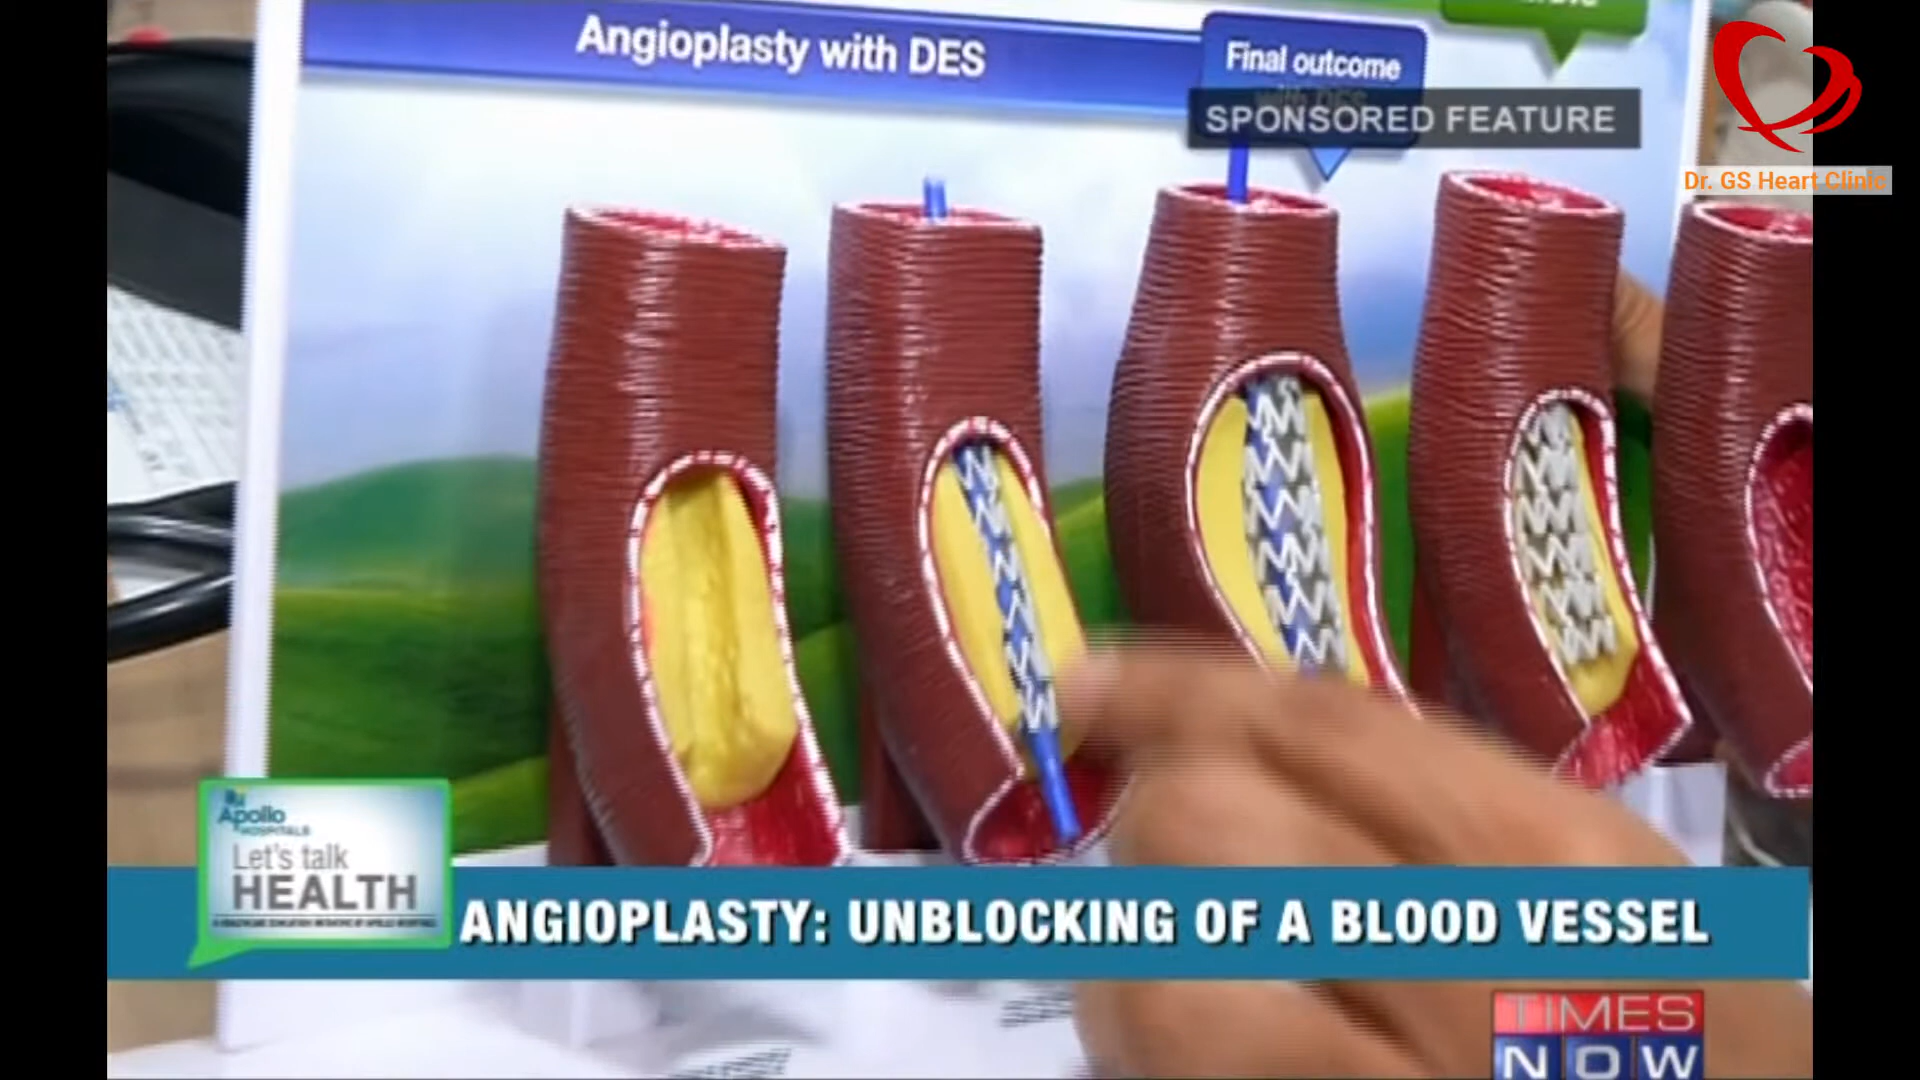 Angioplasty with DES
Final outcome
SPONSORED FEATURE
Dr. GS Heart Clinic
Apollo
HOSPITALS
Let's talk
HEALTH
ANGIOPLASTY: UNBLOCKING OF A BLOOD VESSEL
TIMES
NOW